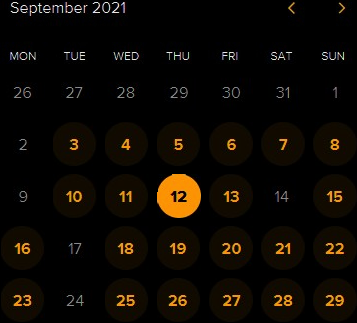 September 2021
MON TUE WED THU FRI SAT SUN
26 27 28 29 30 31 1
2 3 4 5 6 7 8
9 10 11 12 13 14 15
16 17 18 19 20 21 22
23 24 25 26 27 28 29